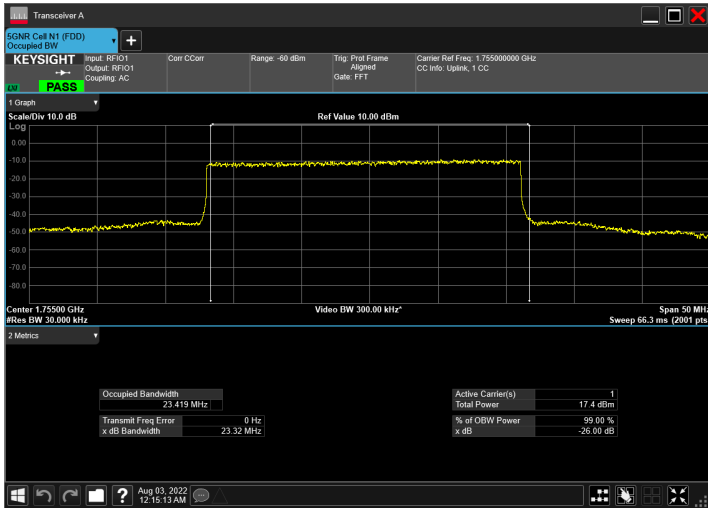 Transceiver A
5GNR Cell N1 (FDD)
Occupied BW
+
KEYSIGHT
LXI
PASS
Input: RFIO1
Output: RFIO1
Coupling: AC
Corr CCorr
Range: -60 dBm
Trig: Prot Frame
Aligned
Gate: FFT
Carrier Ref Freq: 1.755000000 GHz
CC Info: Uplink, 1 CC
1 Graph
Scale/Div 10.0 dB
Ref Value 10.00 dBm
Log
0.00
-10.0
-20.0
-30.0
-40.0
-50.0
-60.0
-70.0
-80.0
Center 1.75500 GHz
Video BW 300.00 kHz*
Span 50 MHz
#Res BW 30.000 kHz
Sweep 66.3 ms (2001 pts
2 Metrics
Occupied Bandwidth
23.419 MHz
Transmit Freq Error 0 Hz
x dB Bandwidth 23.32 MHz
Active Carrier(s) 1
Total Power 17.4 dBm
% of OBW Power 99.00 %
x dB -26.00 dB
?
Aug 03, 2022
12:15:13 AM